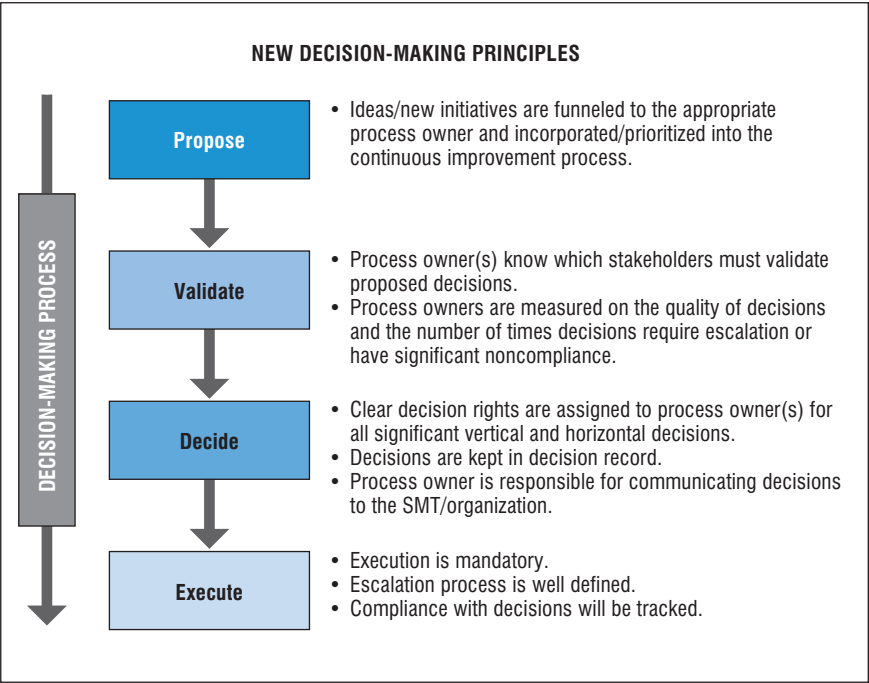 NEW DECISION-MAKING PRINCIPLES
DECISION-MAKING PROCESS
Propose
• Ideas/new initiatives are funneled to the appropriate
process owner and incorporated/prioritized into the
continuous improvement process.
Validate
• Process owner(s) know which stakeholders must validate
proposed decisions.
• Process owners are measured on the quality of decisions
and the number of times decisions require escalation or
have significant noncompliance.
Decide
• Clear decision rights are assigned to process owner(s) for
all significant vertical and horizontal decisions.
• Decisions are kept in decision record.
• Process owner is responsible for communicating decisions
to the SMT/organization.
Execute
• Execution is mandatory.
• Escalation process is well defined.
• Compliance with decisions will be tracked.